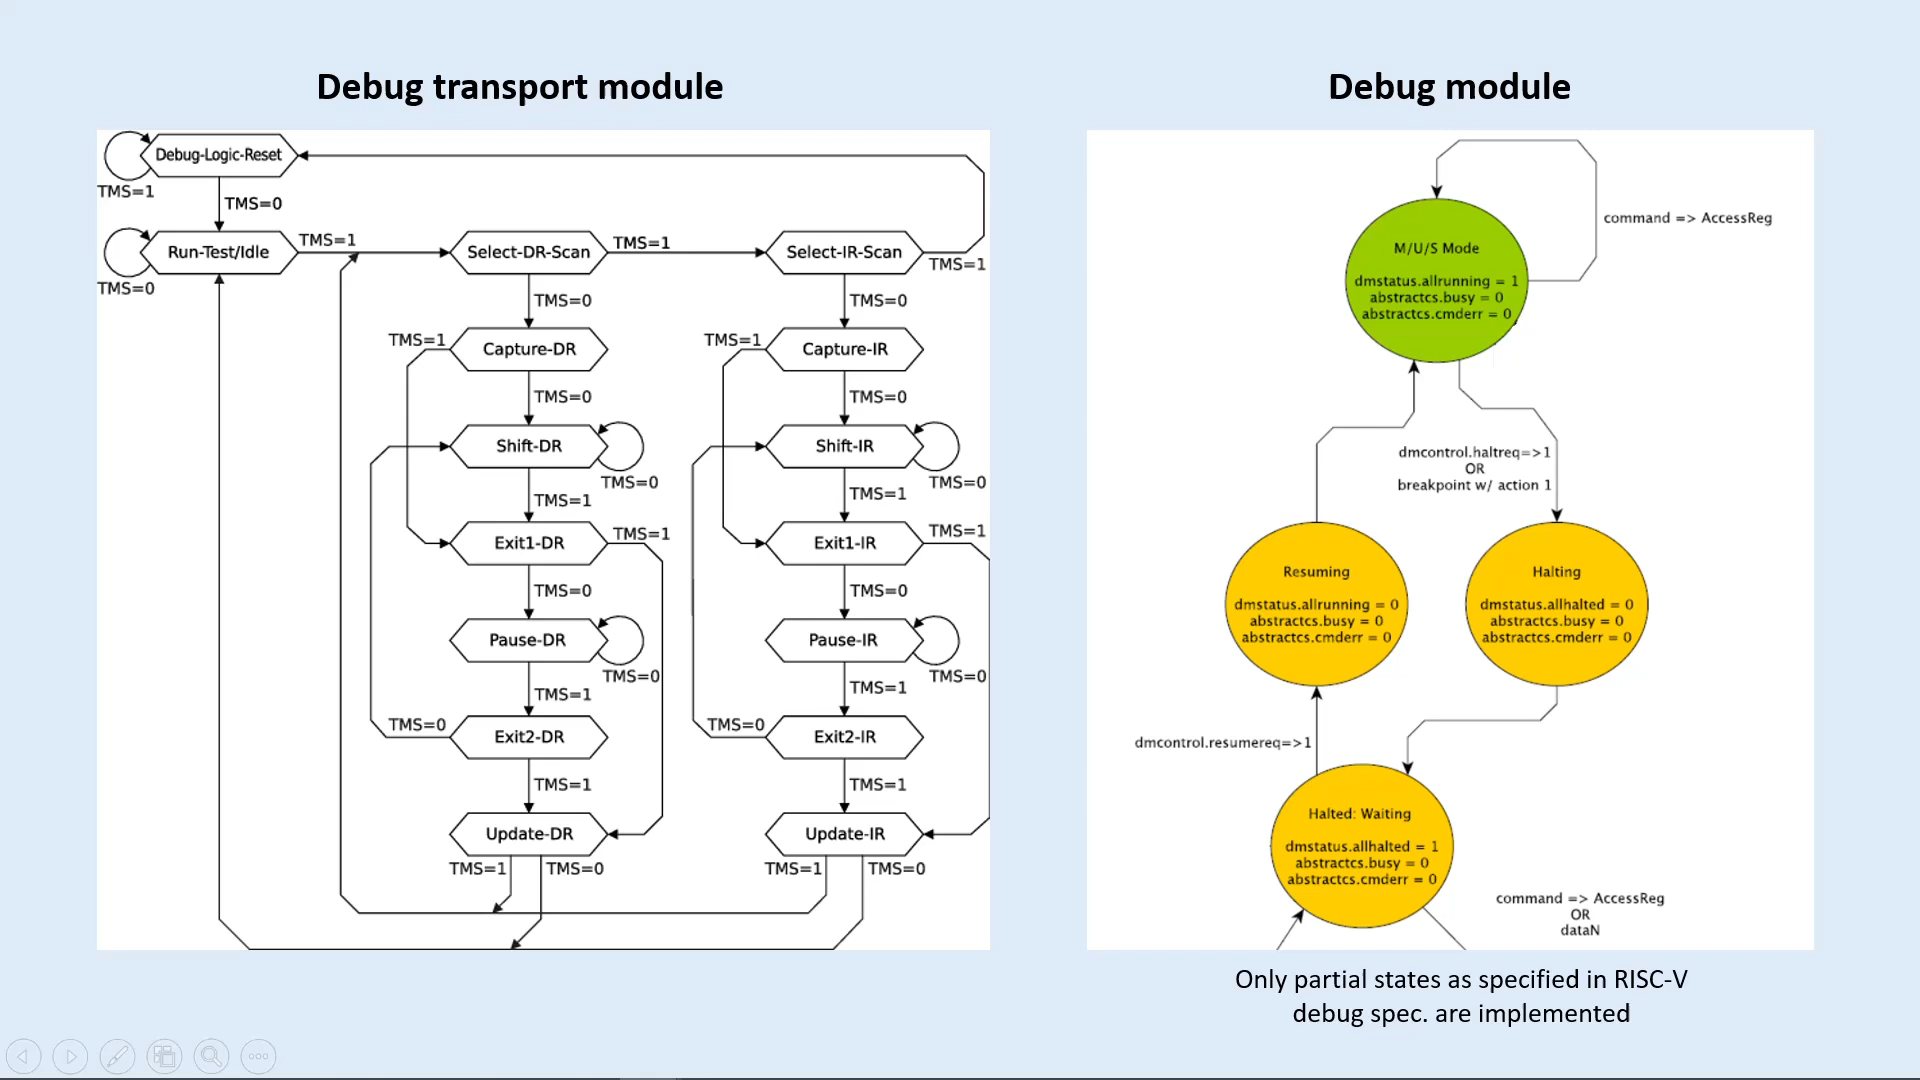 Debug transport module
Debug-Logic-Reset
TMS=1
TMS=0
Run-Test/Idle
TMS=1
TMS=0
Select-DR-Scan
TMS=1
Select-IR-Scan
TMS=1
TMS=0
TMS=0
TMS=1
Capture-DR
TMS=1
Capture-IR
TMS=0
TMS=0
Shift-DR
TMS=0
Shift-IR
TMS=0
TMS=1
TMS=1
Exit1-DR
TMS=1
Exit1-IR
TMS=1
TMS=0
TMS=0
Pause-DR
TMS=0
Pause-IR
TMS=0
TMS=1
TMS=1
TMS=0
Exit2-DR
TMS=0
Exit2-IR
TMS=1
TMS=1
Update-DR
Update-IR
TMS=1
TMS=0
TMS=1
TMS=0
Debug module
command => AccessReg
M/U/S Mode
dmstatus.allrunning = 1
abstractcs.busy = 0
abstractcs.cmderr = 0
dmcontrol.haltreq=>1
OR
breakpoint w/ action 1
Resuming
dmstatus.allrunning = 0
abstractcs.busy = 0
abstractcs.cmderr = 0
Halting
dmstatus.allhalted = 0
abstractcs.busy = 0
abstractcs.cmderr = 0
dmcontrol.resumereq=>1
Halted: Waiting
dmstatus.allhalted = 1
abstractcs.busy = 0
abstractcs.cmderr = 0
command => AccessReg
OR
dataN
Only partial states as specified in RISC-V
debug spec. are implemented